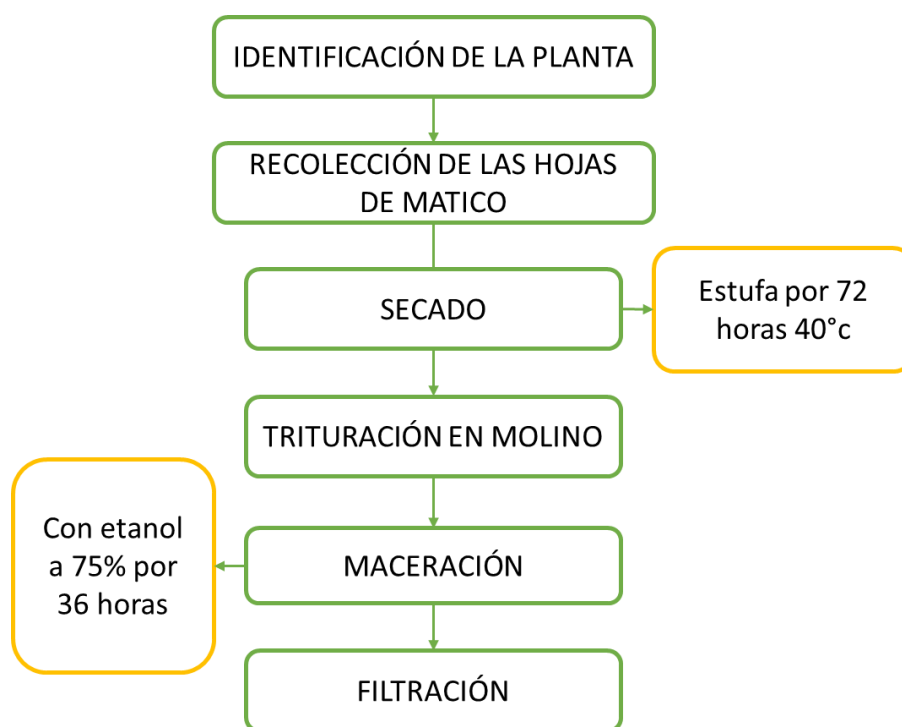 IDENTIFICACIÓN DE LA PLANTA
RECOLECCIÓN DE LAS HOJAS
DE MATICO
SECADO
Estufa por 72
horas 40°c
TRITURACIÓN EN MOLINO
MACERACIÓN
Con etanol
a 75% por
36 horas
FILTRACIÓN